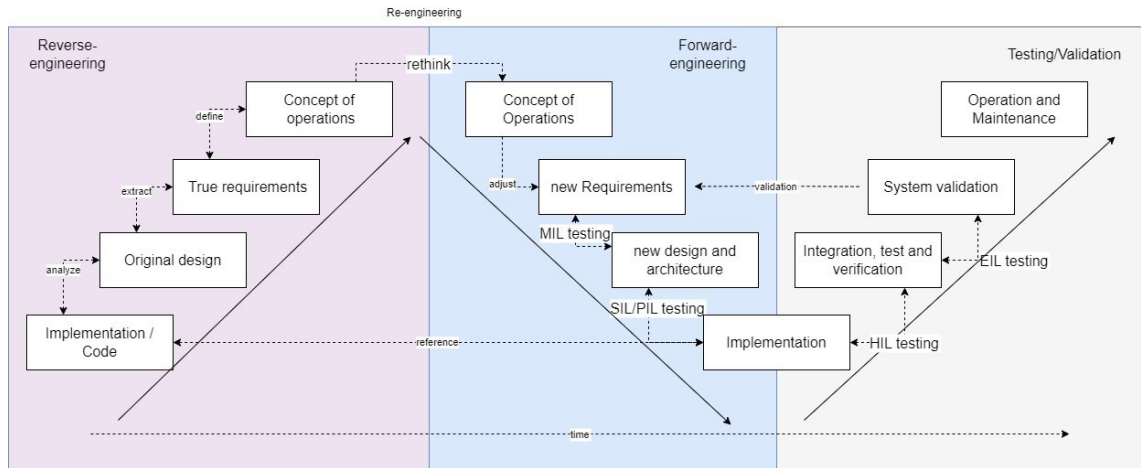 Re-engineering
Reverse-
engineering
Forward-
engineering
Testing/Validation
rethink
Concept of
operations
Concept of
Operations
Operation and
Maintenance
define
True requirements
adjust
new Requirements
validation
System validation
extract
MIL testing
Original design
new design and
architecture
Integration, test and
verification
EIL testing
analyze
SIL/PIL testing
Implementation /
Code
reference
Implementation
HIL testing
time